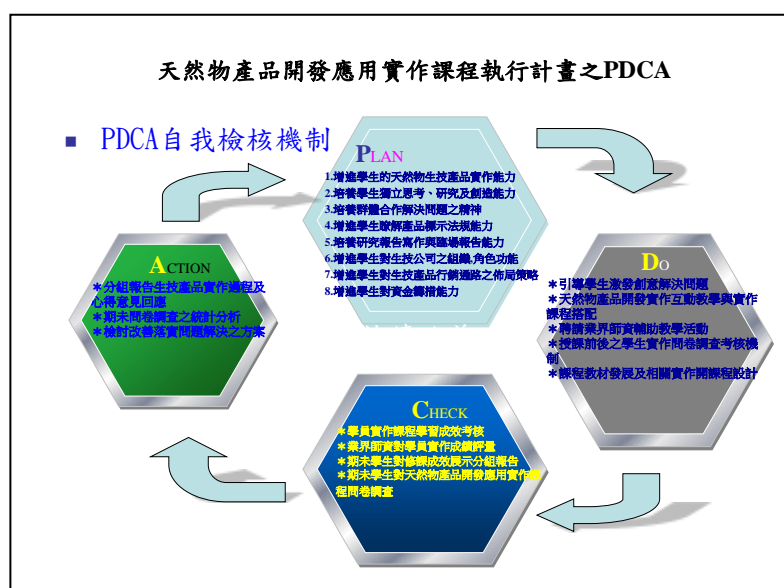 天然物產品開發應用實作課程執行計畫之PDCA
PDCA自我檢核機制
PLAN
1.增進學生的天然物生技產品實作能力
2.培養學生獨立思考、研究及創造能力
3.培養群體合作解決問題之精神
4.增進學生瞭解產品標示法規能力
5.培養研究報告寫作與臨場報告能力
6.增進學生對生技公司之組織,角色功能
7.增進學生對生技產品行銷通路之佈局策略
8.增進學生對資金籌措能力
DO
＊引導學生激發創意解決問題
＊天然物產品開發實作互動教學與實作
課程搭配
＊聘請業界師資輔助教學活動
＊授課前後之學生實作問卷調查考核機
制
＊課程教材發展及相關實作開課程設計
CHECK
＊學員實作課程學習成效考核
＊業界師資對學員實作成績評量
＊期未學生對修課成效展示分組報告
＊期未學生對天然物產品開發應用實作課
程問卷調查
ACTION
＊分組報告生技產品實作過程及
心得意見回應
＊期未問卷調查之統計分析
＊檢討改善落實問題解決之方案